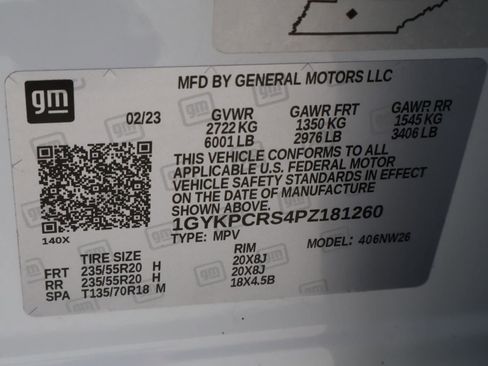 gm
MFD BY GENERAL MOTORS LLC
02/23 GVWR GAWR FRT GAWR RR
2722 KG 1350 KG 1545 KG
6001 LB 2976 LB 3406 LB
THIS VEHICLE CONFORMS TO ALL
APPLICABLE U.S. FEDERAL MOTOR
VEHICLE SAFETY STANDARDS IN EFFECT
ON THE DATE OF MANUFACTURE
SHOWN ABOVE.
1GYKPCRS4PZ181260
140X TYPE: MPV MODEL: 406NW26
TIRE SIZE RIM
FRT 235/55R20 H 20X8J
RR 235/55R20 H 20X8J
SPA T135/70R18 M 18X4.5B